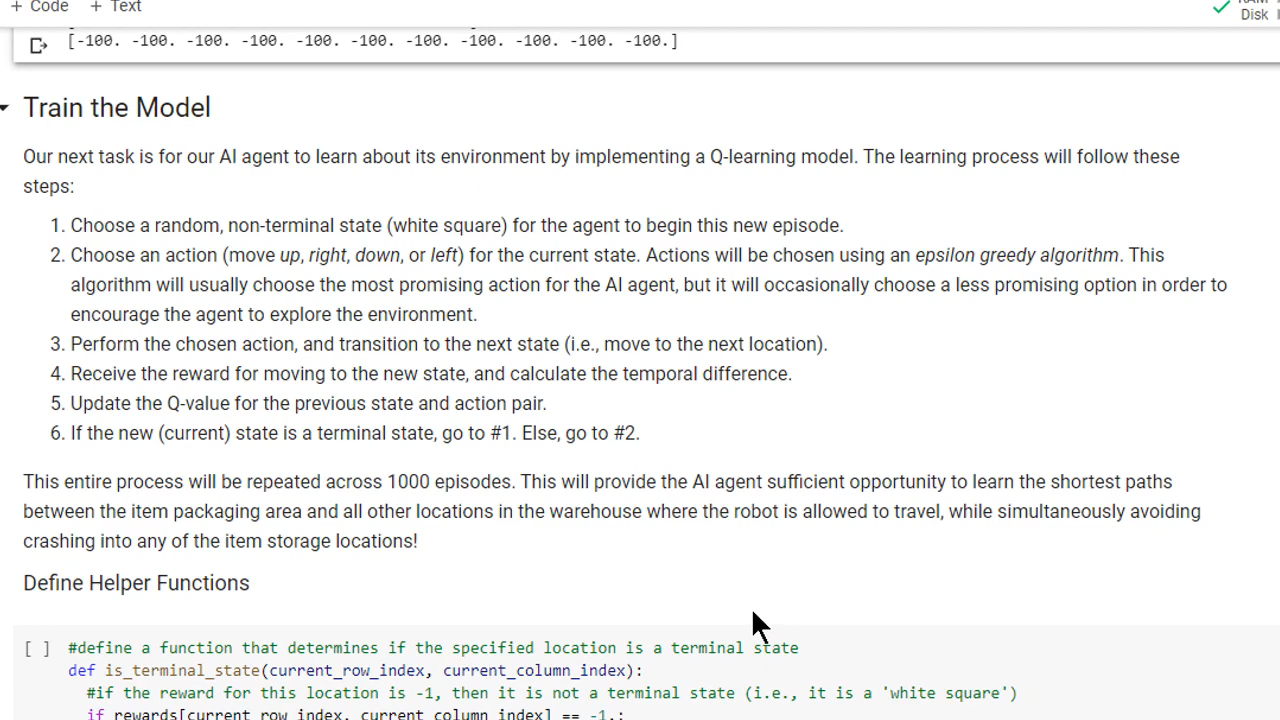 + Code + Text
RAM
Disk
[-100. -100. -100. -100. -100. -100. -100. -100. -100. -100. -100.]
Train the Model
Our next task is for our AI agent to learn about its environment by implementing a Q-learning model. The learning process will follow these
steps:
1. Choose a random, non-terminal state (white square) for the agent to begin this new episode.
2. Choose an action (move up, right, down, or left) for the current state. Actions will be chosen using an epsilon greedy algorithm. This
algorithm will usually choose the most promising action for the AI agent, but it will occasionally choose a less promising option in order to
encourage the agent to explore the environment.
3. Perform the chosen action, and transition to the next state (i.e., move to the next location).
4. Receive the reward for moving to the new state, and calculate the temporal difference.
5. Update the Q-value for the previous state and action pair.
6. If the new (current) state is a terminal state, go to #1. Else, go to #2.
This entire process will be repeated across 1000 episodes. This will provide the AI agent sufficient opportunity to learn the shortest paths
between the item packaging area and all other locations in the warehouse where the robot is allowed to travel, while simultaneously avoiding
crashing into any of the item storage locations!
Define Helper Functions
[ ] #define a function that determines if the specified location is a terminal state
def is_terminal_state(current_row_index, current_column_index):
#if the reward for this location is -1, then it is not a terminal state (i.e., it is a 'white square')
if rewards[current_row_index, current_column_index] == -1.: